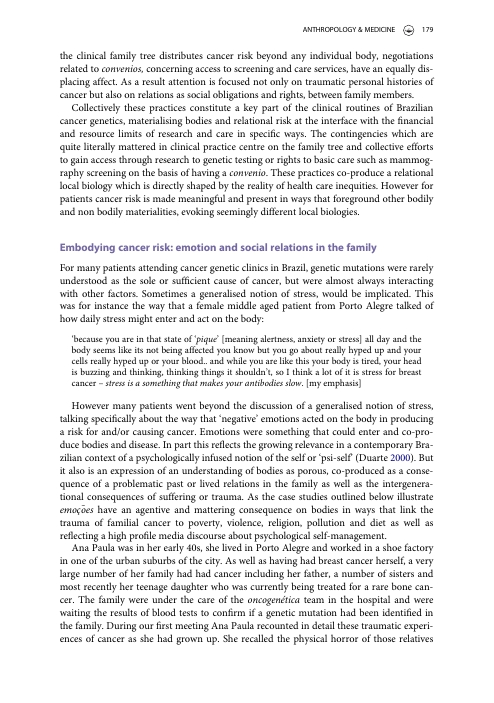 ANTHROPOLOGY & MEDICINE 179
the clinical family tree distributes cancer risk beyond any individual body, negotiations
related to convenios, concerning access to screening and care services, have an equally dis-
placing affect. As a result attention is focused not only on traumatic personal histories of
cancer but also on relations as social obligations and rights, between family members.
Collectively these practices constitute a key part of the clinical routines of Brazilian
cancer genetics, materialising bodies and relational risk at the interface with the financial
and resource limits of research and care in specific ways. The contingencies which are
quite literally mattered in clinical practice centre on the family tree and collective efforts
to gain access through research to genetic testing or rights to basic care such as mammog-
raphy screening on the basis of having a convenio. These practices co-produce a relational
local biology which is directly shaped by the reality of health care inequities. However for
patients cancer risk is made meaningful and present in ways that foreground other bodily
and non bodily materialities, evoking seemingly different local biologies.
Embodying cancer risk: emotion and social relations in the family
For many patients attending cancer genetic clinics in Brazil, genetic mutations were rarely
understood as the sole or sufficient cause of cancer, but were almost always interacting
with other factors. Sometimes a generalised notion of stress, would be implicated. This
was for instance the way that a female middle aged patient from Porto Alegre talked of
how daily stress might enter and act on the body:
'because you are in that state of 'pique' [meaning alertness, anxiety or stress] all day and the
body seems like its not being affected you know but you go about really hyped up and your
cells really hyped up or your blood.. and while you are like this your body is tired, your head
is buzzing and thinking, thinking things it shouldn't, so I think a lot of it is stress for breast
cancer – stress is a something that makes your antibodies slow. [my emphasis]
However many patients went beyond the discussion of a generalised notion of stress,
talking specifically about the way that 'negative' emotions acted on the body in producing
a risk for and/or causing cancer. Emotions were something that could enter and co-pro-
duce bodies and disease. In part this reflects the growing relevance in a contemporary Bra-
zilian context of a psychologically infused notion of the self or 'psi-self' (Duarte 2000). But
it also is an expression of an understanding of bodies as porous, co-produced as a conse-
quence of a problematic past or lived relations in the family as well as the intergenera-
tional consequences of suffering or trauma. As the case studies outlined below illustrate
emoções have an agentive and mattering consequence on bodies in ways that link the
trauma of familial cancer to poverty, violence, religion, pollution and diet as well as
reflecting a high profile media discourse about psychological self-management.
Ana Paula was in her early 40s, she lived in Porto Alegre and worked in a shoe factory
in one of the urban suburbs of the city. As well as having had breast cancer herself, a very
large number of her family had had cancer including her father, a number of sisters and
most recently her teenage daughter who was currently being treated for a rare bone can-
cer. The family were under the care of the oncogenética team in the hospital and were
waiting the results of blood tests to confirm if a genetic mutation had been identified in
the family. During our first meeting Ana Paula recounted in detail these traumatic experi-
ences of cancer as she had grown up. She recalled the physical horror of those relatives